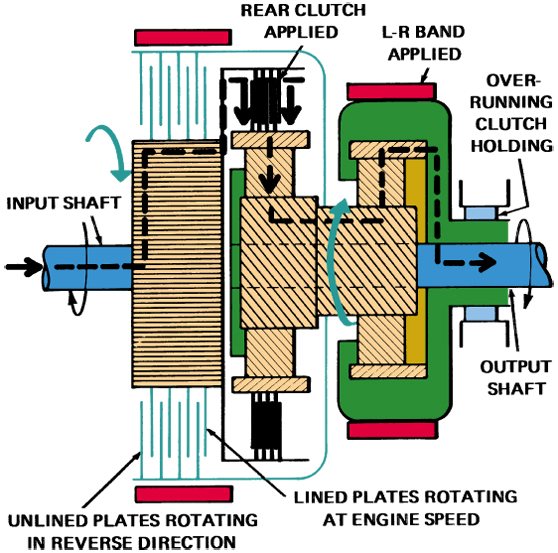 REAR CLUTCH
APPLIED
L-R BAND
APPLIED
OVER-
RUNNING
CLUTCH
HOLDING
INPUT SHAFT
OUTPUT
SHAFT
LINED PLATES ROTATING
AT ENGINE SPEED
UNLINED PLATES ROTATING
IN REVERSE DIRECTION